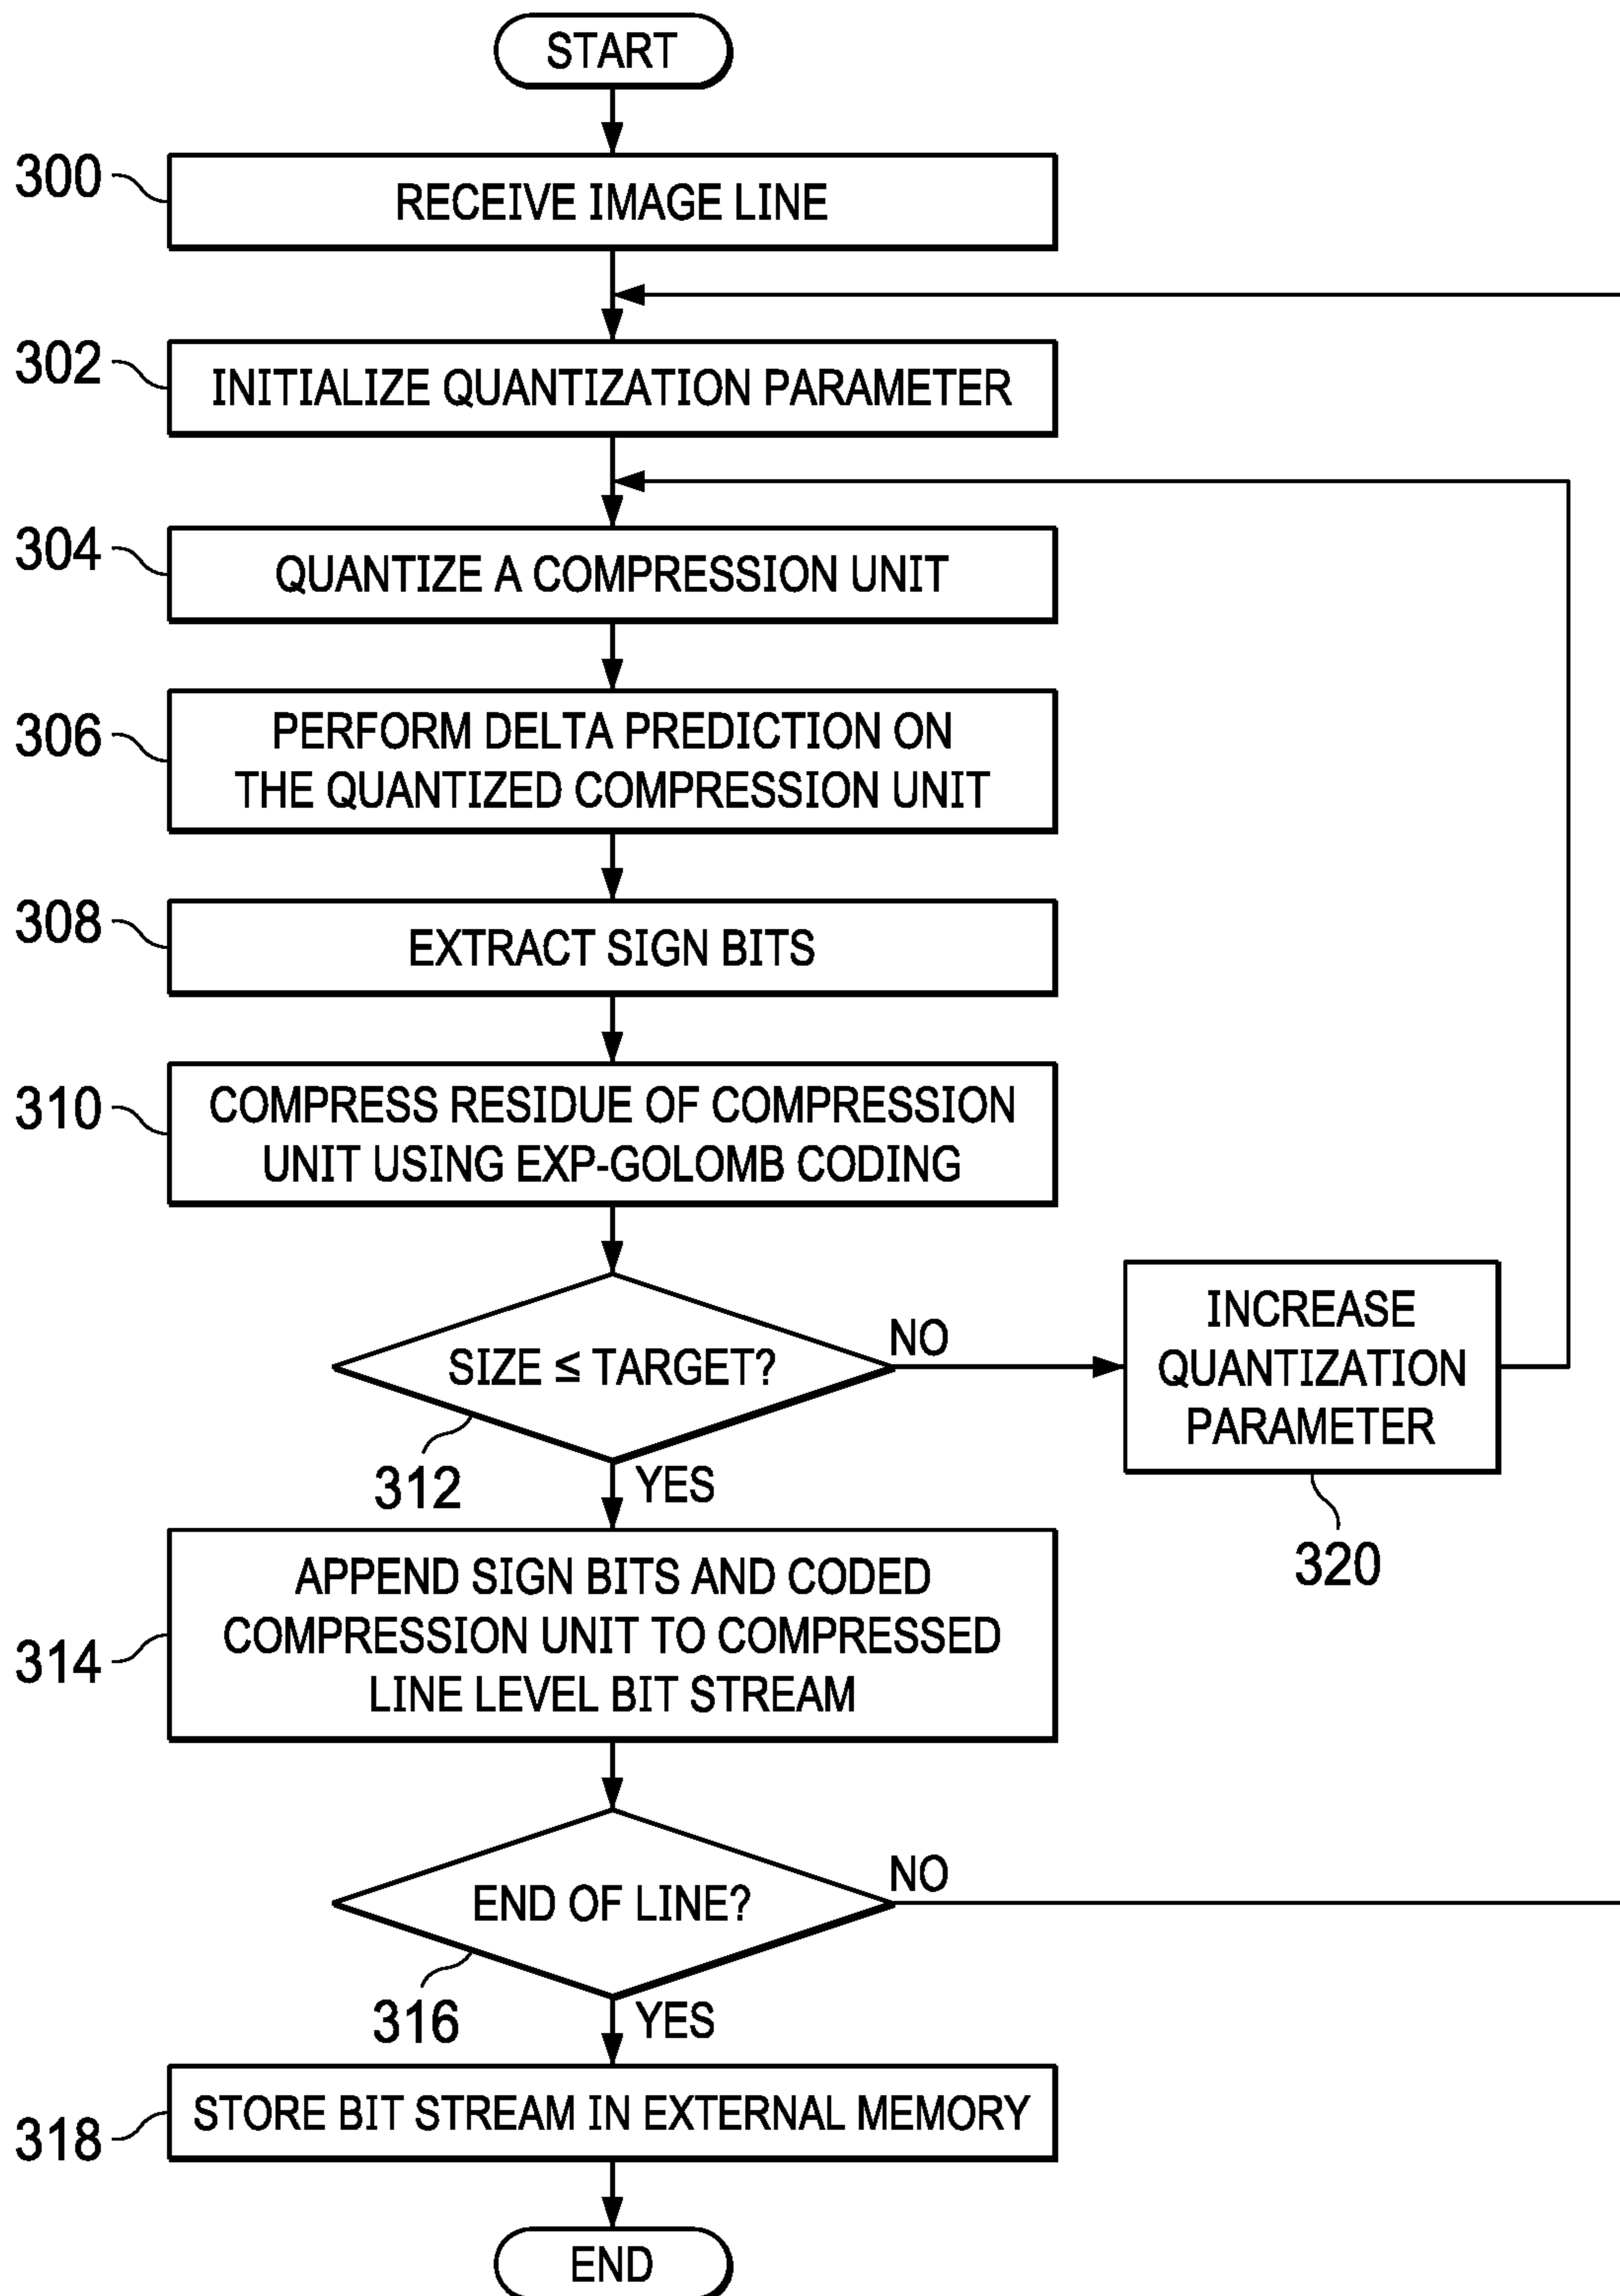 START
300
RECEIVE IMAGE LINE
302
INITIALIZE QUANTIZATION PARAMETER
304
QUANTIZE A COMPRESSION UNIT
306
PERFORM DELTA PREDICTION ON
THE QUANTIZED COMPRESSION UNIT
308
EXTRACT SIGN BITS
310
COMPRESS RESIDUE OF COMPRESSION
UNIT USING EXP-GOLOMB CODING
SIZE ≤ TARGET?
NO
INCREASE
QUANTIZATION
PARAMETER
312
YES
320
314
APPEND SIGN BITS AND CODED
COMPRESSION UNIT TO COMPRESSED
LINE LEVEL BIT STREAM
END OF LINE?
NO
316
YES
318
STORE BIT STREAM IN EXTERNAL MEMORY
END